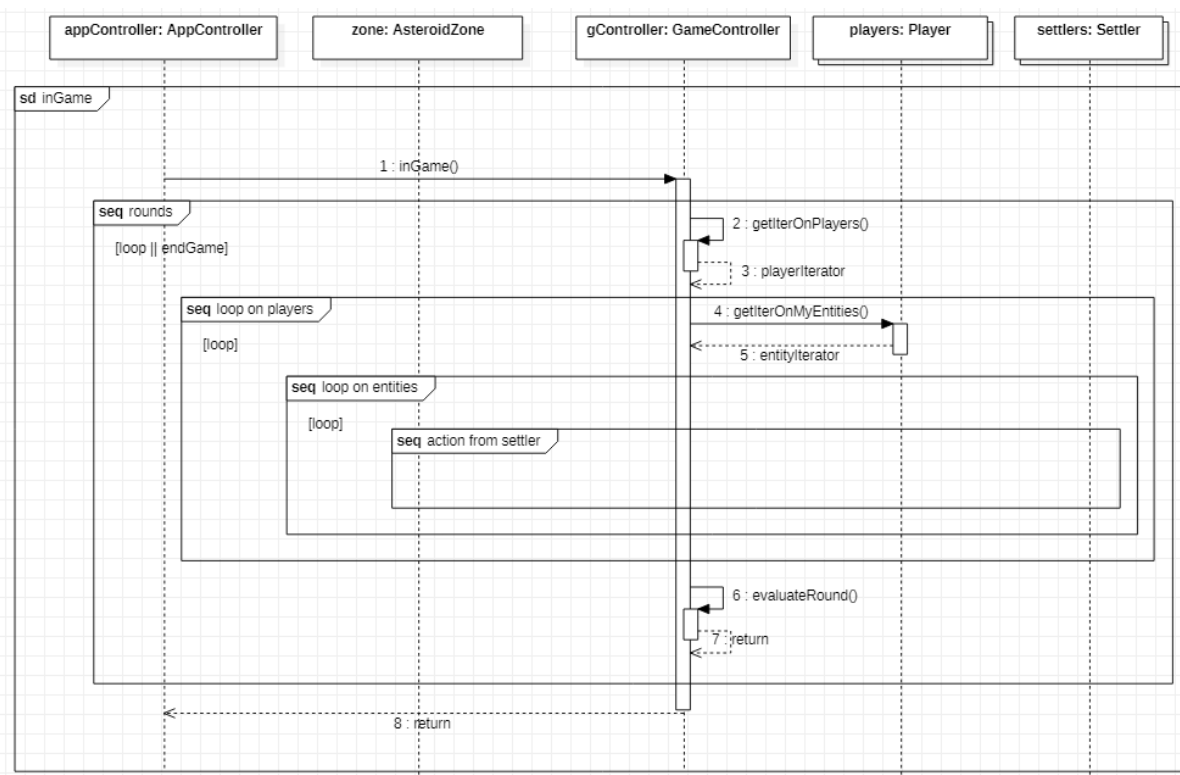 appController: AppController
zone: AsteroidZone
gController: GameController
players: Player
settlers: Settler
sd inGame
1 : inGame()
seq rounds
[loop || endGame]
2 : getIterOnPlayers()
3 : playerIterator
seq loop on players
[loop]
4 : getIterOnMyEntities()
5 : entityIterator
seq loop on entities
[loop]
seq action from settler
6 : evaluateRound()
7 : return
8 : return